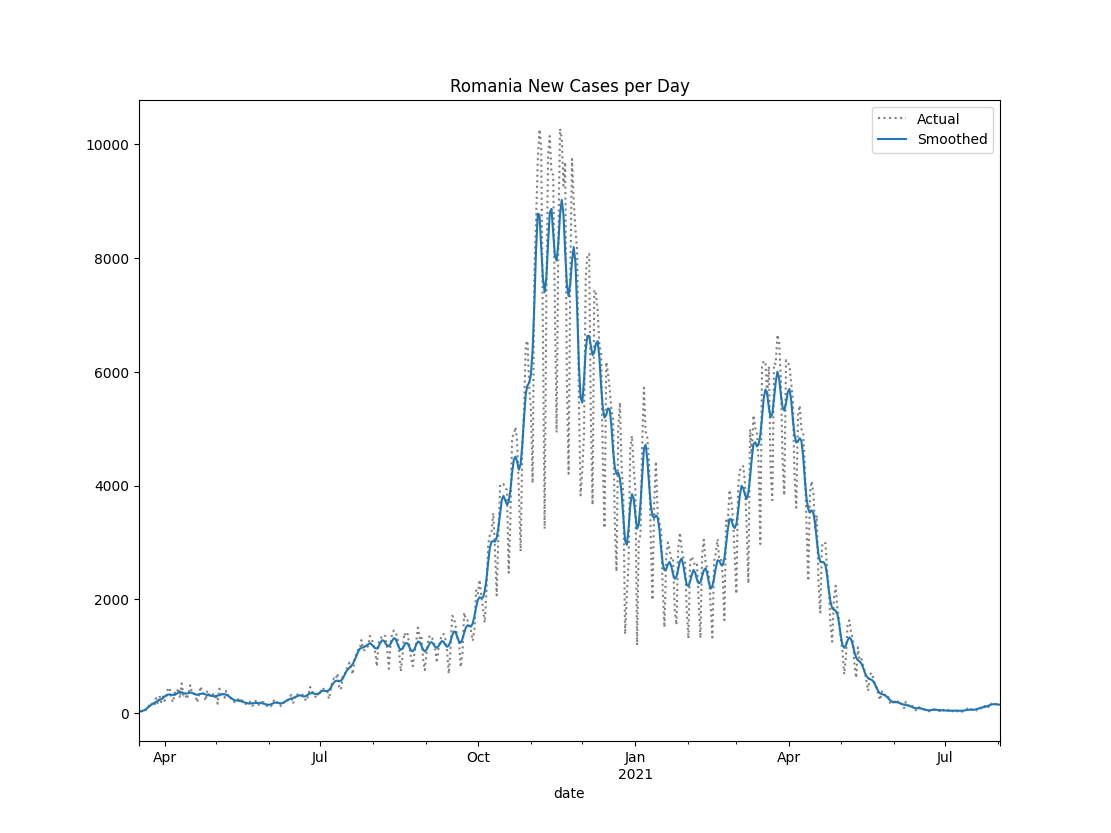 Romania New Cases per Day
Actual
Smoothed
10000
8000
6000
4000
2000
0
Apr
Jul
Oct
Jan
2021
Apr
Jul
date